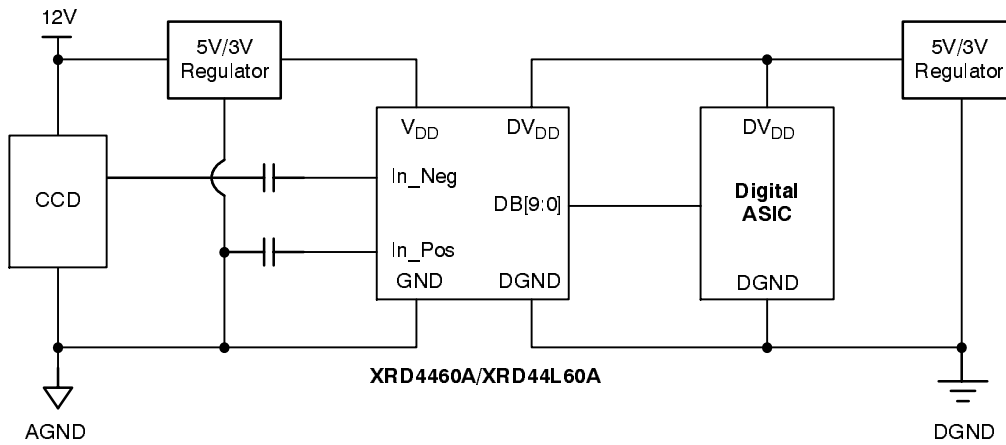 12V
5V/3V
Regulator
5V/3V
Regulator
VDD
DVDD
DVDD
CCD
In_Neg
DB[9:0]
Digital
ASIC
In_Pos
GND
DGND
DGND
XRD4460A/XRD44L60A
AGND
DGND